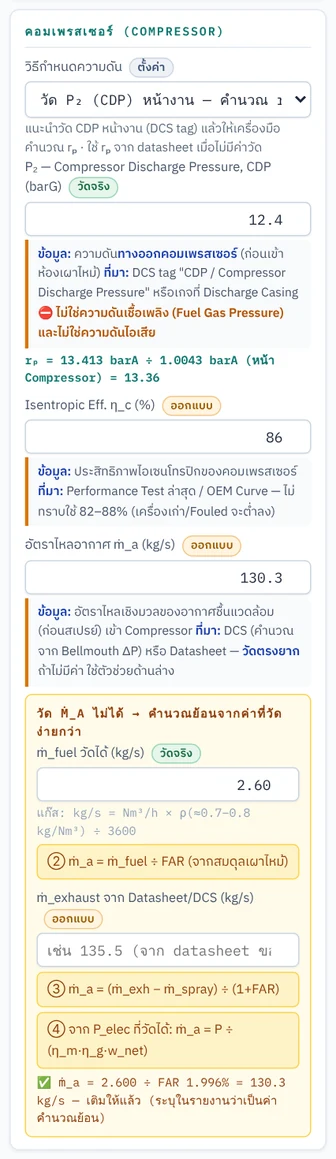 คอมเพรสเซอร์ (COMPRESSOR)
วิธีกำหนดความดัน ตั้งค่า
วัด P₂ (CDP) หน้างาน — คำนวณ
แนะนำวัด CDP หน้างาน (DCS tag) แล้วให้เครื่องมือ
คำนวณ rₚ · ใช้ rₚ จาก datasheet เมื่อไม่มีค่าวัด
P₂ — Compressor Discharge Pressure, CDP
(barG) วัดจริง
12.4
ข้อมูล: ความดันทางออกคอมเพรสเซอร์ (ก่อนเข้า
ห้องเผาไหม้) ที่มา: DCS tag "CDP / Compressor
Discharge Pressure" หรือเกจที่ Discharge Casing
⛔ ไม่ใช่ความดันเชื้อเพลิง (Fuel Gas Pressure)
และไม่ใช่ความดันไอเสีย
rₚ = 13.413 barA ÷ 1.0043 barA (หน้า
Compressor) = 13.36
Isentropic Eff. η_c (%) ออกแบบ
86
ข้อมูล: ประสิทธิภาพไอเซนโทรปิกของคอมเพรสเซอร์
ที่มา: Performance Test ล่าสุด / OEM Curve — ไม่
ทราบใช้ 82–88% (เครื่องเก่า/Fouled จะต่ำลง)
อัตราไหลอากาศ ṁ_a (kg/s) ออกแบบ
130.3
ข้อมูล: อัตราไหลเชิงมวลของอากาศชื้นแวดล้อม
(ก่อนสเปรย์) เข้า Compressor ที่มา: DCS (คำนวณ
จาก Bellmouth ΔP) หรือ Datasheet — วัดตรงยาก
ถ้าไม่มีค่า ใช้ตัวช่วยด้านล่าง
วัด Ṁ_A ไม่ได้ → คำนวณย้อนจากค่าที่วัด
ง่ายกว่า
ṁ_fuel วัดได้ (kg/s) วัดจริง
2.60
แก๊ส: kg/s = Nm³/h × ρ(≈0.7–0.8
kg/Nm³) ÷ 3600
② ṁ_a = ṁ_fuel ÷ FAR (จากสมดุลเผาไหม้)
ṁ_exhaust จาก Datasheet/DCS (kg/s)
ออกแบบ
เช่น 135.5 (จาก datasheet
③ ṁ_a = (ṁ_exh − ṁ_spray) ÷ (1+FAR)
④ จาก P_elec ที่วัดได้: ṁ_a = P ÷
(η_m·η_g·w_net)
✅ ṁ_a = 2.600 ÷ FAR 1.996% = 130.3
kg/s — เติมให้แล้ว (ระบุในรายงานว่าเป็นค่า
คำนวณย้อน)